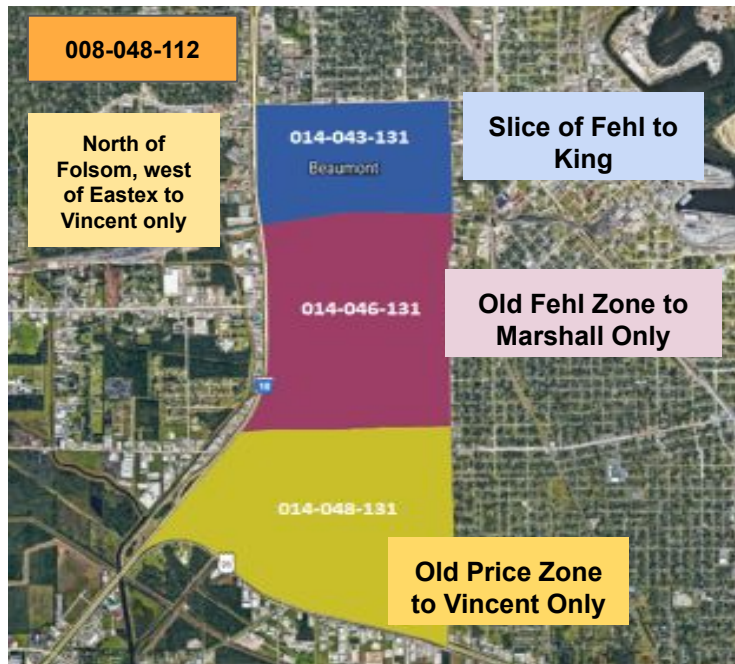 008-048-112
014-043-131
Beaumont
Slice of Fehl to
King
North of
Folsom, west
of Eastex to
Vincent only
014-046-131
Old Fehl Zone to
Marshall Only
10
014-048-131
Old Price Zone
to Vincent Only